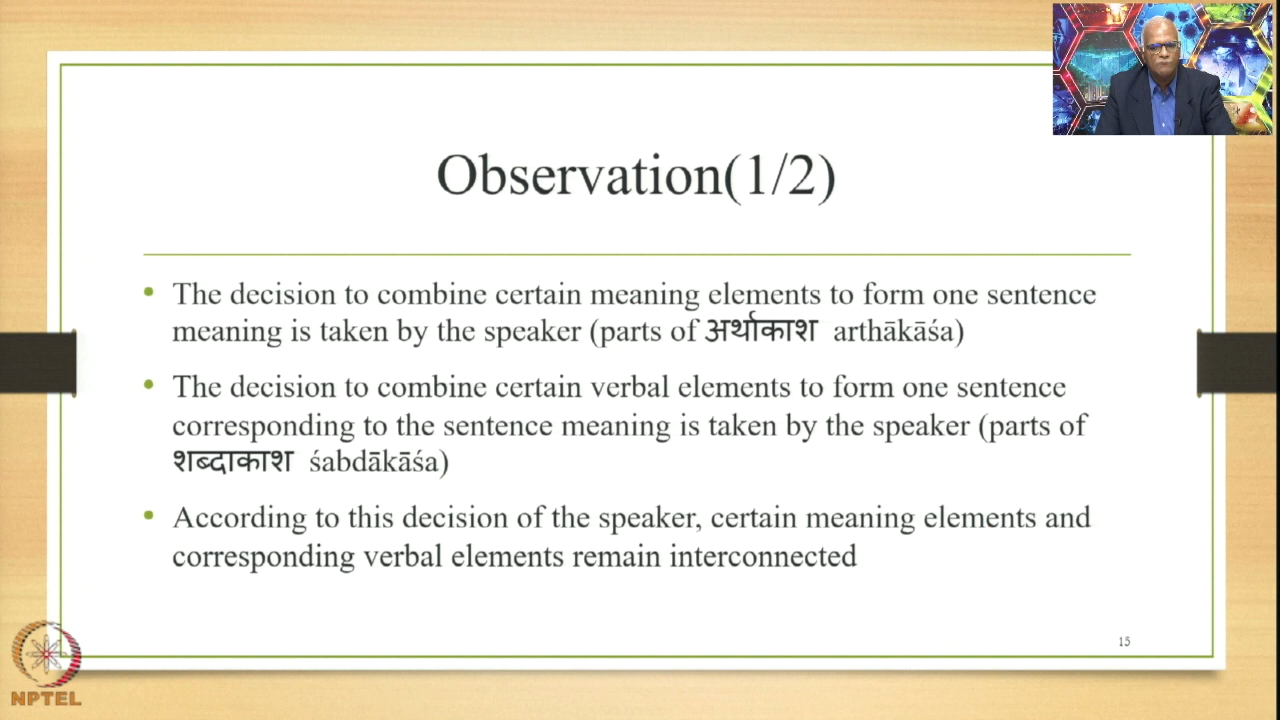 Observation(1/2)
• The decision to combine certain meaning elements to form one sentence
meaning is taken by the speaker (parts of अर्थाकाश arthākāśa)
• The decision to combine certain verbal elements to form one sentence
corresponding to the sentence meaning is taken by the speaker (parts of
शब्दाकाश śabdākāśa)
• According to this decision of the speaker, certain meaning elements and
corresponding verbal elements remain interconnected
15
NPTEL